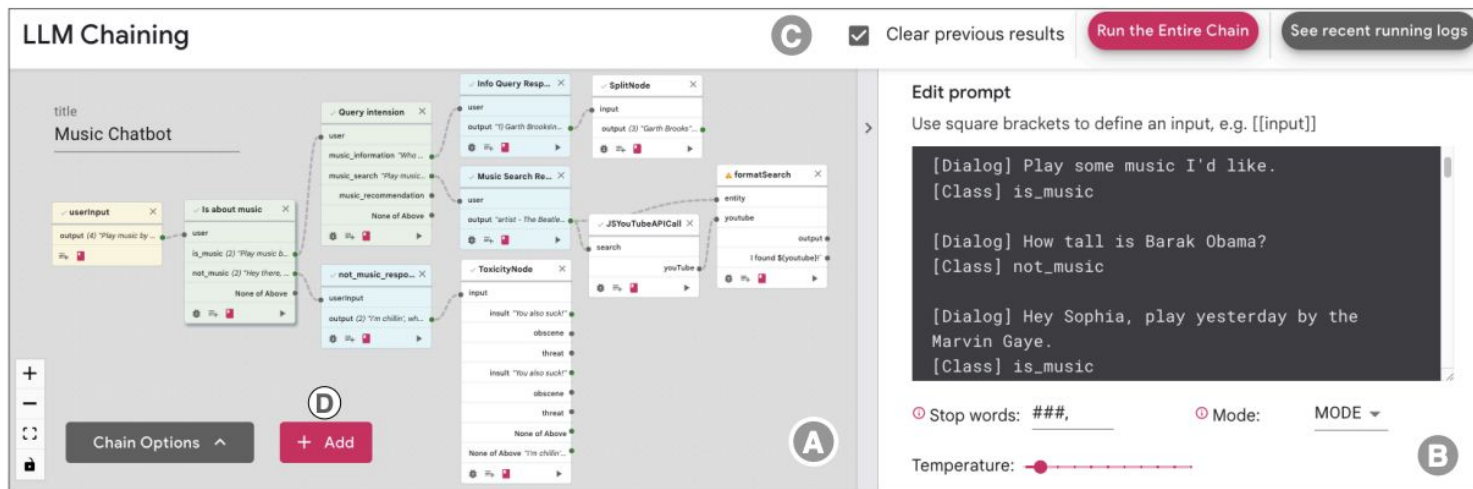 LLM Chaining
C
Clear previous results
Run the Entire Chain
See recent running logs
title
Music Chatbot
userInput
output (4) "Play music by ...
Is about music
user
is_music (2) "Play music b...
not_music (2) "Hey there, ...
None of Above
Query intension
user
music_information "Who ...
music_search "Play music...
music_recommendation
None of Above
not_music_respo...
userInput
output (2) "I'm chillin', wh...
Info Query Resp...
user
output "1) Garth Brooks\n...
SplitNode
input
output (3) "Garth Brooks"...
Music Search Re...
user
output "artist - The Beatle...
ToxicityNode
input
insult "You also suck!"
obscene
threat
insult "You also suck!"
obscene
threat
None of Above
None of Above "I'm chillin'...
JSYouTubeAPICall
search
youTube
formatSearch
entity
youtube
output
I found ${youtube}!"
D
Chain Options
+ Add
A
Edit prompt
Use square brackets to define an input, e.g. [[input]]
[Dialog] Play some music I'd like.
[Class] is_music
[Dialog] How tall is Barak Obama?
[Class] not_music
[Dialog] Hey Sophia, play yesterday by the
Marvin Gaye.
[Class] is_music
Stop words: ###,
Mode: MODE
Temperature:
B